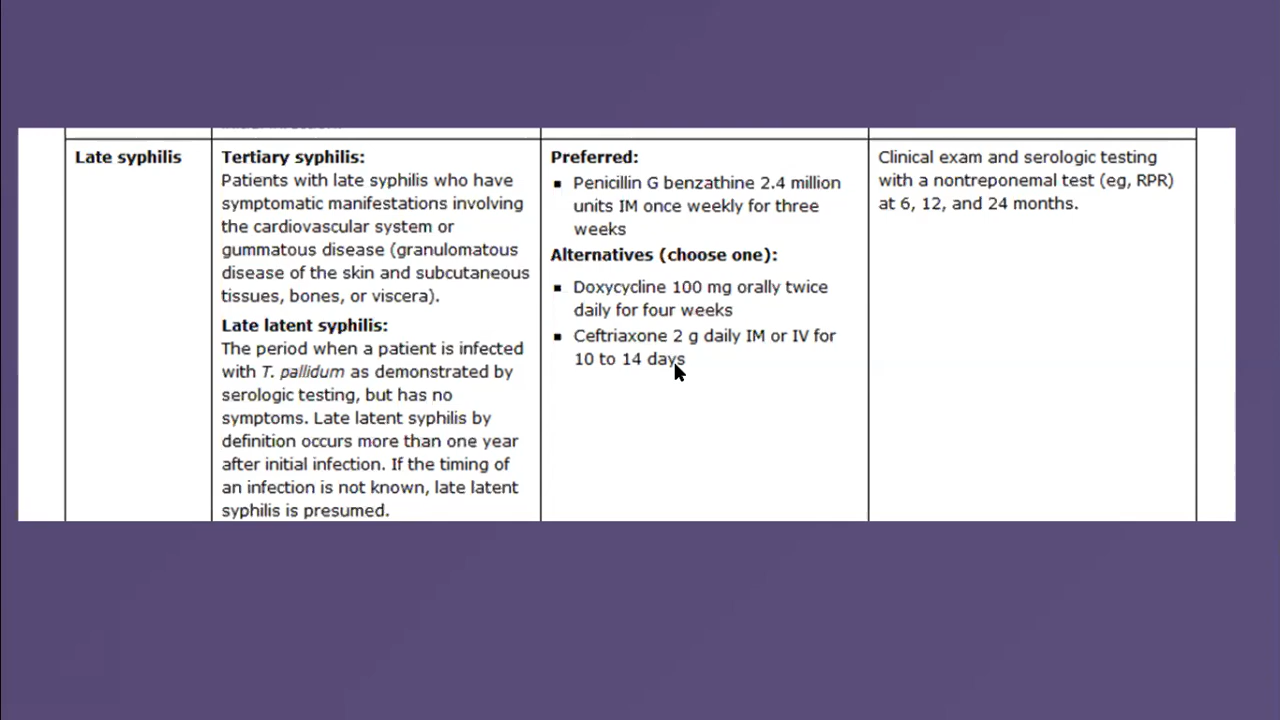 Late syphilis
Tertiary syphilis:
Patients with late syphilis who have
symptomatic manifestations involving
the cardiovascular system or
gummatous disease (granulomatous
disease of the skin and subcutaneous
tissues, bones, or viscera).
Late latent syphilis:
The period when a patient is infected
with T. pallidum as demonstrated by
serologic testing, but has no
symptoms. Late latent syphilis by
definition occurs more than one year
after initial infection. If the timing of
an infection is not known, late latent
syphilis is presumed.
Preferred:
▪ Penicillin G benzathine 2.4 million
units IM once weekly for three
weeks
Alternatives (choose one):
▪ Doxycycline 100 mg orally twice
daily for four weeks
▪ Ceftriaxone 2 g daily IM or IV for
10 to 14 days
Clinical exam and serologic testing
with a nontreponemal test (eg, RPR)
at 6, 12, and 24 months.